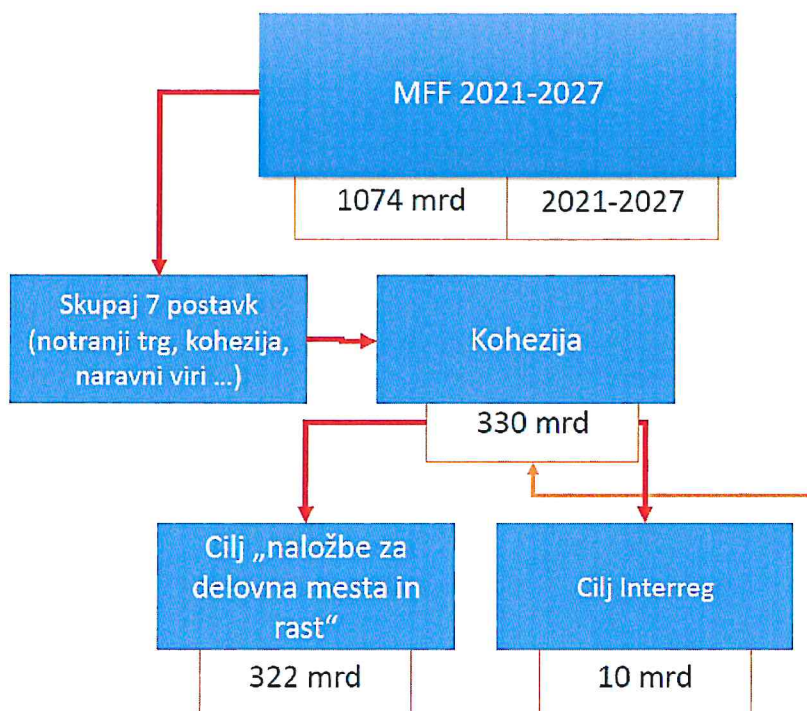 MFF 2021-2027
1074 mrd
2021-2027
Skupaj 7 postavk
(notranji trg, kohezija,
naravni viri ...)
Kohezija
330 mrd
Cilj „naložbe za
delovna mesta in
rast“
322 mrd
Cilj Interreg
10 mrd